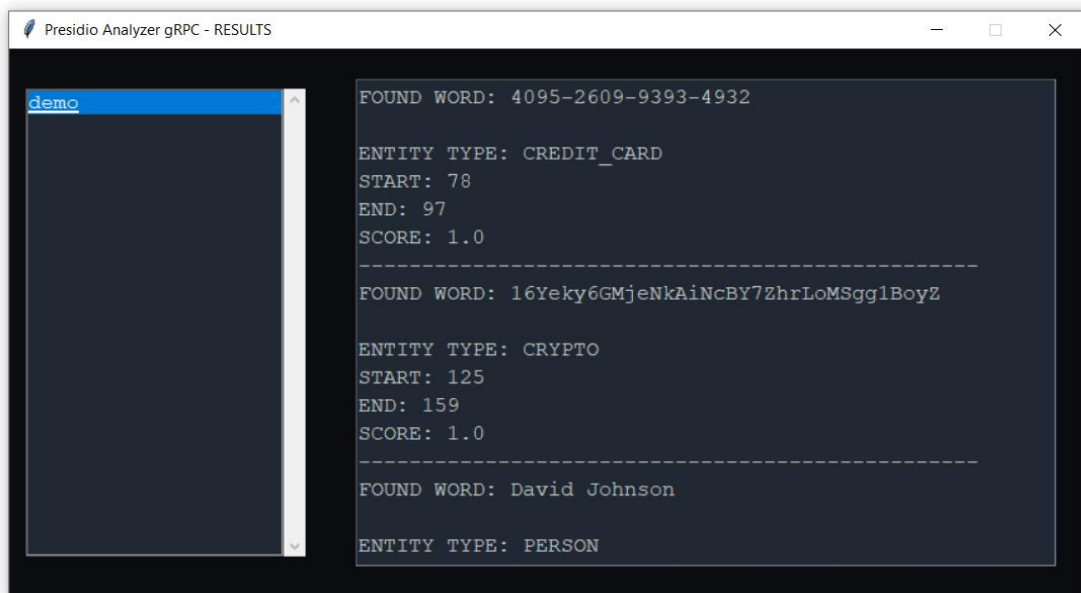 Presidio Analyzer gRPC - RESULTS
demo
FOUND WORD: 4095-2609-9393-4932
ENTITY TYPE: CREDIT_CARD
START: 78
END: 97
SCORE: 1.0
-------------------------------------------------
FOUND WORD: 16Yeky6GMjeNkAiNcBY7ZhrLoMSgg1BoyZ
ENTITY TYPE: CRYPTO
START: 125
END: 159
SCORE: 1.0
-------------------------------------------------
FOUND WORD: David Johnson
ENTITY TYPE: PERSON